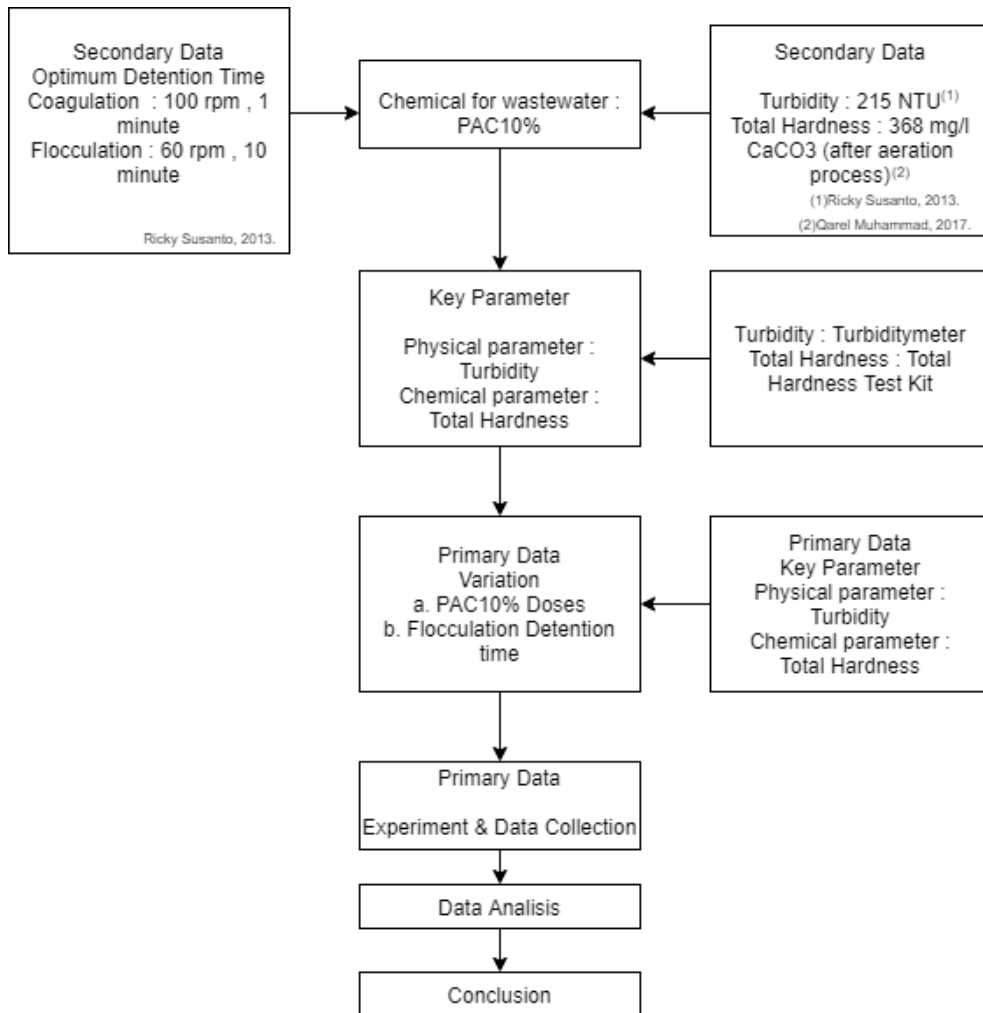 Secondary Data
Optimum Detention Time
Coagulation : 100 rpm , 1
minute
Flocculation : 60 rpm , 10
minute
Ricky Susanto, 2013.
Chemical for wastewater :
PAC10%
Secondary Data
Turbidity : 215 NTU(1)
Total Hardness : 368 mg/l
CaCO3 (after aeration
process)(2)
(1)Ricky Susanto, 2013.
(2)Qarel Muhammad, 2017.
Key Parameter
Physical parameter :
Turbidity
Chemical parameter :
Total Hardness
Turbidity : Turbiditymeter
Total Hardness : Total
Hardness Test Kit
Primary Data
Variation
a. PAC10% Doses
b. Flocculation Detention
time
Primary Data
Key Parameter
Physical parameter :
Turbidity
Chemical parameter :
Total Hardness
Primary Data
Experiment & Data Collection
Data Analisis
Conclusion